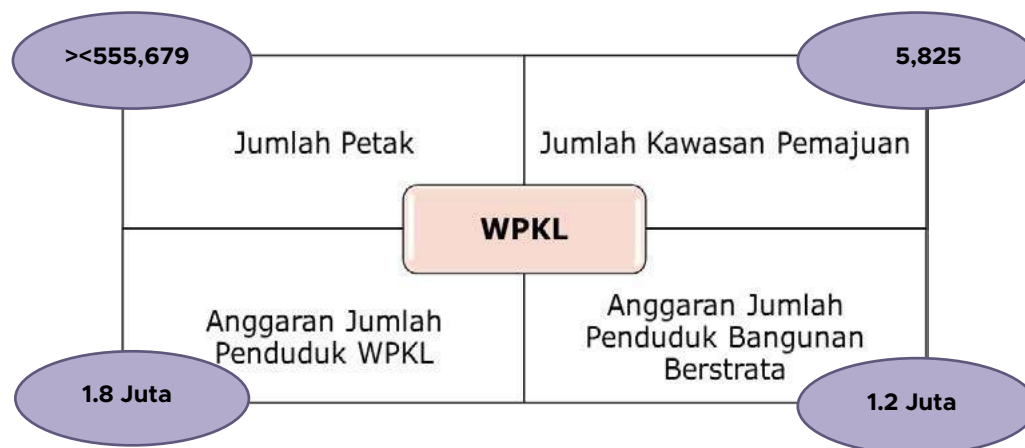 ><555,679
5,825
Jumlah Petak
Jumlah Kawasan Pemajuan
WPKL
Anggaran Jumlah
Penduduk WPKL
Anggaran Jumlah
Penduduk Bangunan
Berstrata
1.8 Juta
1.2 Juta